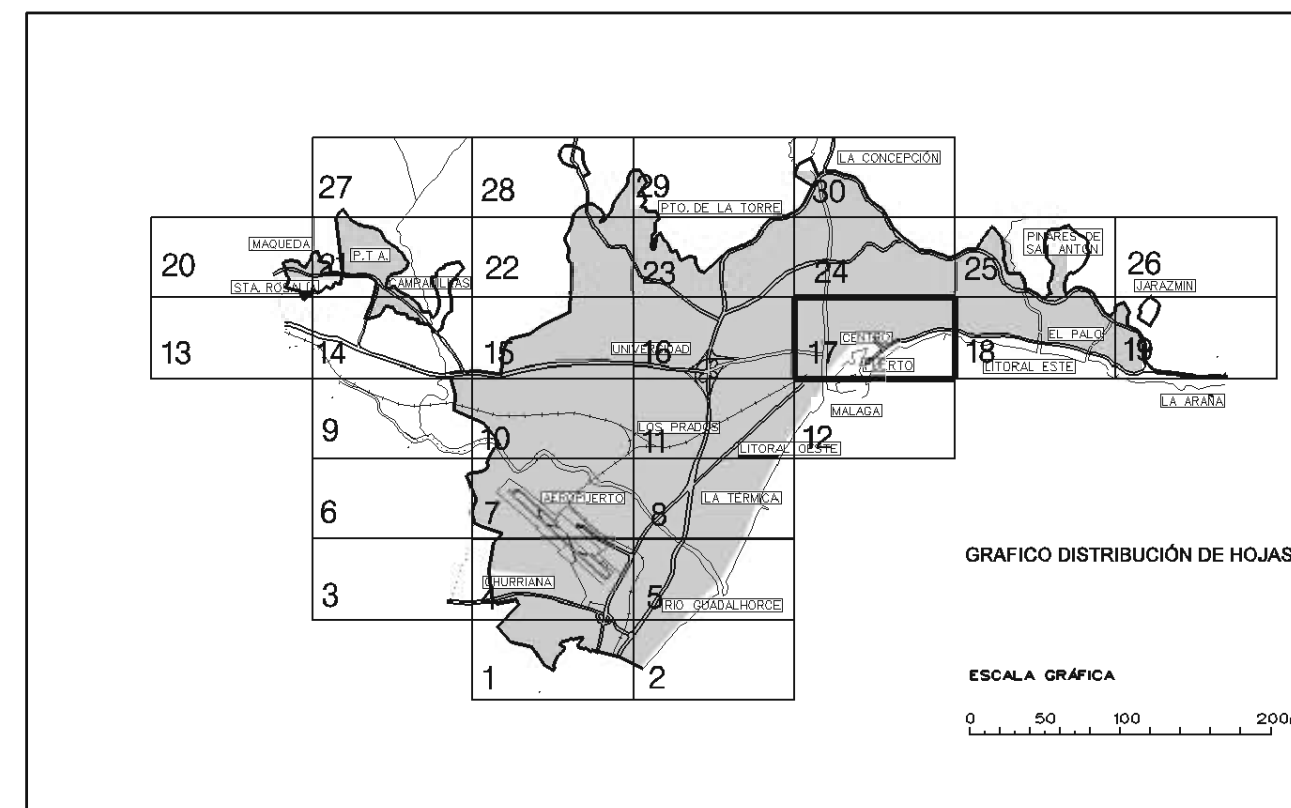 LA CONCEPCIÓN
27
28
29
30
PTO. DE LA TORRE
MAQUEDA
P.T.A.
PINARES DE
SAN ANTON
20
21
22
23
24
25
26
STA. ROSALIA
CAMPANILLAS
JARAZMIN
13
14
15
UNIVERSIDAD
16
17
CENTRO
PUERTO
18
EL PALO
LITORAL ESTE
19
LA ARAÑA
MALAGA
9
10
LOS PRADOS
11
LITORAL OESTE
12
6
7
AEROPUERTO
8
LA TERMICA
3
CHURRIANA
5
RIO GUADALHORCE
1
2
GRAFICO DISTRIBUCIÓN DE HOJAS
ESCALA GRÁFICA
0 50 100 200